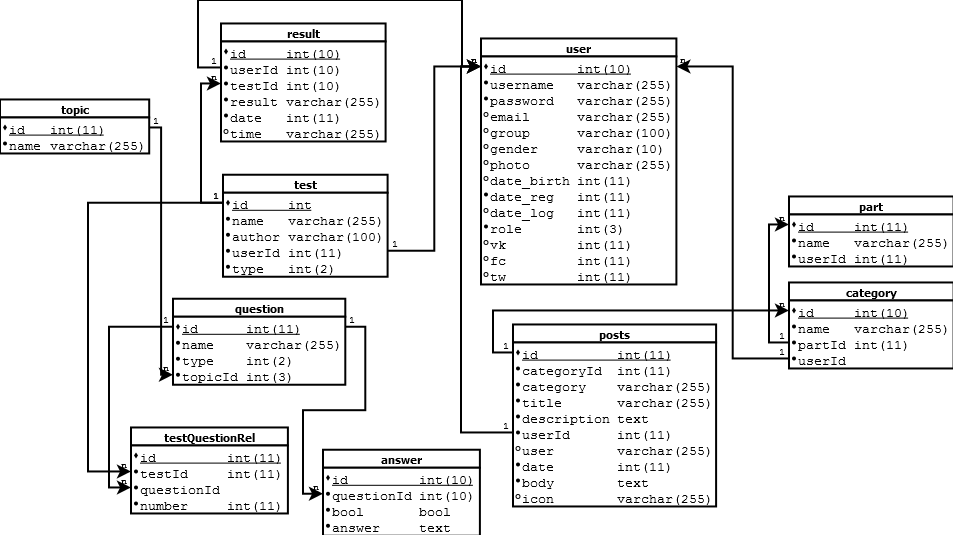 result
id int(10)
userId int(10)
testId int(10)
result varchar(255)
date int(11)
time varchar(255)
user
id int(10)
username varchar(255)
password varchar(255)
email varchar(255)
group varchar(100)
gender varchar(10)
photo varchar(255)
date_birth int(11)
date_reg int(11)
date_log int(11)
role int(3)
vk int(11)
fc int(11)
tw int(11)
topic
id int(11)
name varchar(255)
test
id int
name varchar(255)
author varchar(100)
userId int(11)
type int(2)
part
id int(11)
name varchar(255)
userId int(11)
category
id int(10)
name varchar(255)
partId int(11)
userId
question
id int(11)
name varchar(255)
type int(2)
topicId int(3)
posts
id int(11)
categoryId int(11)
category varchar(255)
title varchar(255)
description text
userId int(11)
user varchar(255)
date int(11)
body text
icon varchar(255)
testQuestionRel
id int(11)
testId int(11)
questionId
number int(11)
answer
id int(10)
questionId int(10)
bool bool
answer text
1
1
1
1
1
1
1
1
1
1